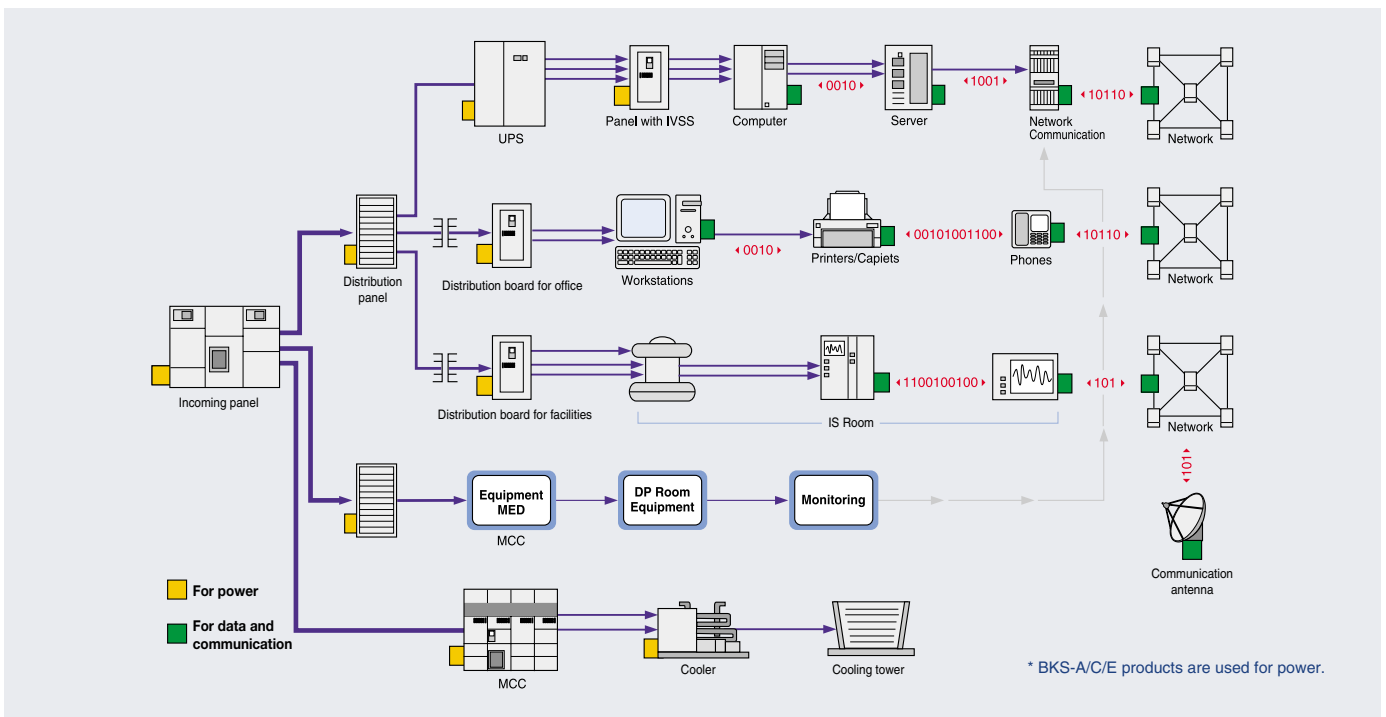 UPS
Panel with IVSS
Computer
0010
Server
1001
Network
Communication
10110
Network
Distribution
panel
Distribution board for office
Workstations
0010
Printers/Capiets
00101001100
Phones
10110
Network
Incoming panel
Distribution board for facilities
1100100100
IS Room
101
Network
101
Equipment
MED
MCC
DP Room
Equipment
Monitoring
Communication
antenna
For power
For data and
communication
MCC
Cooler
Cooling tower
* BKS-A/C/E products are used for power.